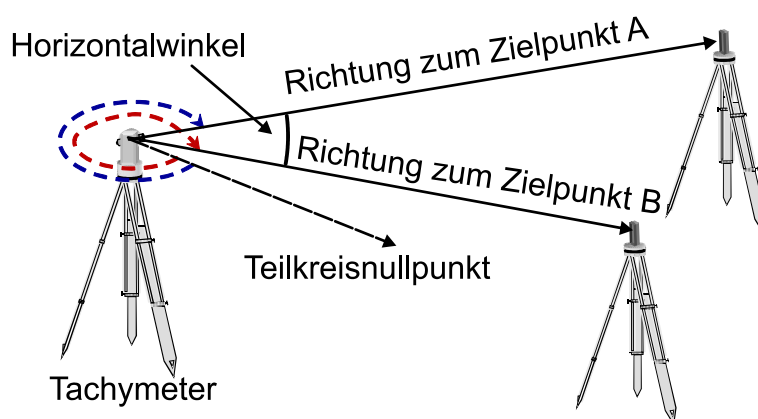 Horizontalwinkel
Richtung zum Zielpunkt A
Richtung zum Zielpunkt B
Teilkreisnullpunkt
Tachymeter